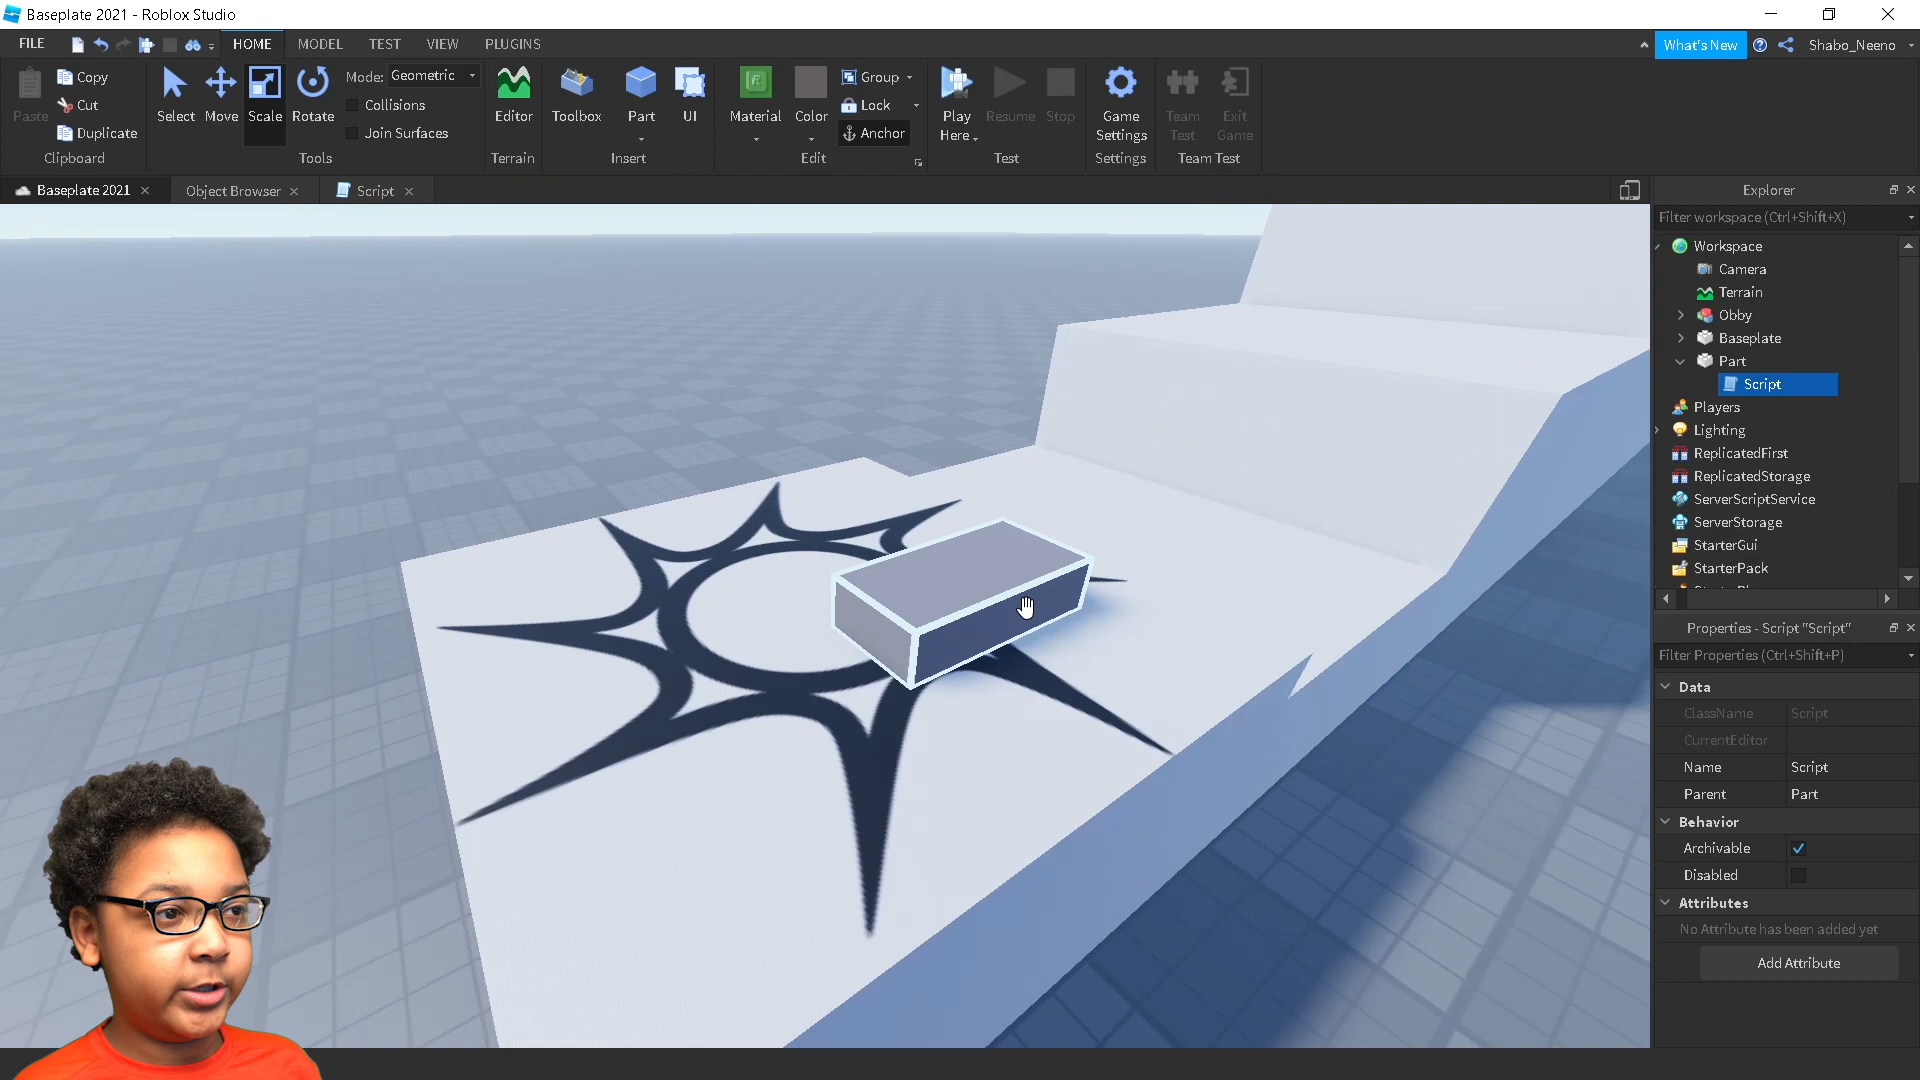 Baseplate 2021 - Roblox Studio
FILE HOME MODEL TEST VIEW PLUGINS What's New Shabo_Neeno
Paste Copy Cut Duplicate
Clipboard
Select Move Scale Rotate
Mode: Geometric
Collisions
Join Surfaces
Tools
Editor
Terrain
Toolbox Part UI
Insert
Material Color Group Lock Anchor
Edit
Play Here Resume Stop
Test
Game Settings
Settings
Team Test Exit Game
Team Test
Baseplate 2021 Object Browser Script
Explorer
Filter workspace (Ctrl+Shift+X)
Workspace
Camera
Terrain
Obby
Baseplate
Part
Script
Players
Lighting
ReplicatedFirst
ReplicatedStorage
ServerScriptService
ServerStorage
StarterGui
StarterPack
Properties - Script "Script"
Filter Properties (Ctrl+Shift+P)
Data
ClassName Script
CurrentEditor
Name Script
Parent Part
Behavior
Archivable
Disabled
Attributes
No Attribute has been added yet
Add Attribute